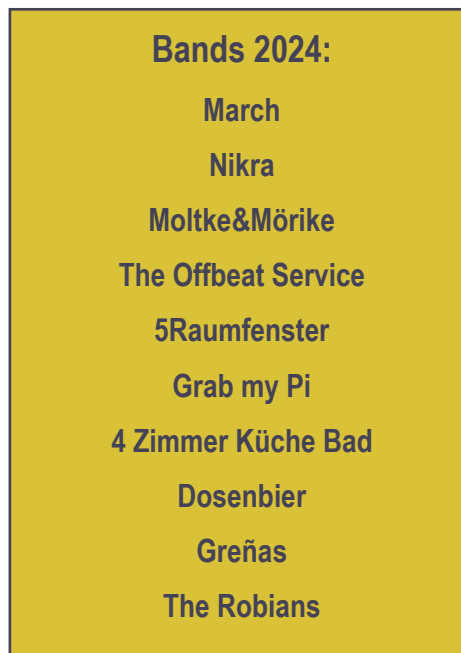 Bands 2024:
March
Nikra
Moltke&Mörike
The Offbeat Service
5Raumfenster
Grab my Pi
4 Zimmer Küche Bad
Dosenbier
Greñas
The Robians